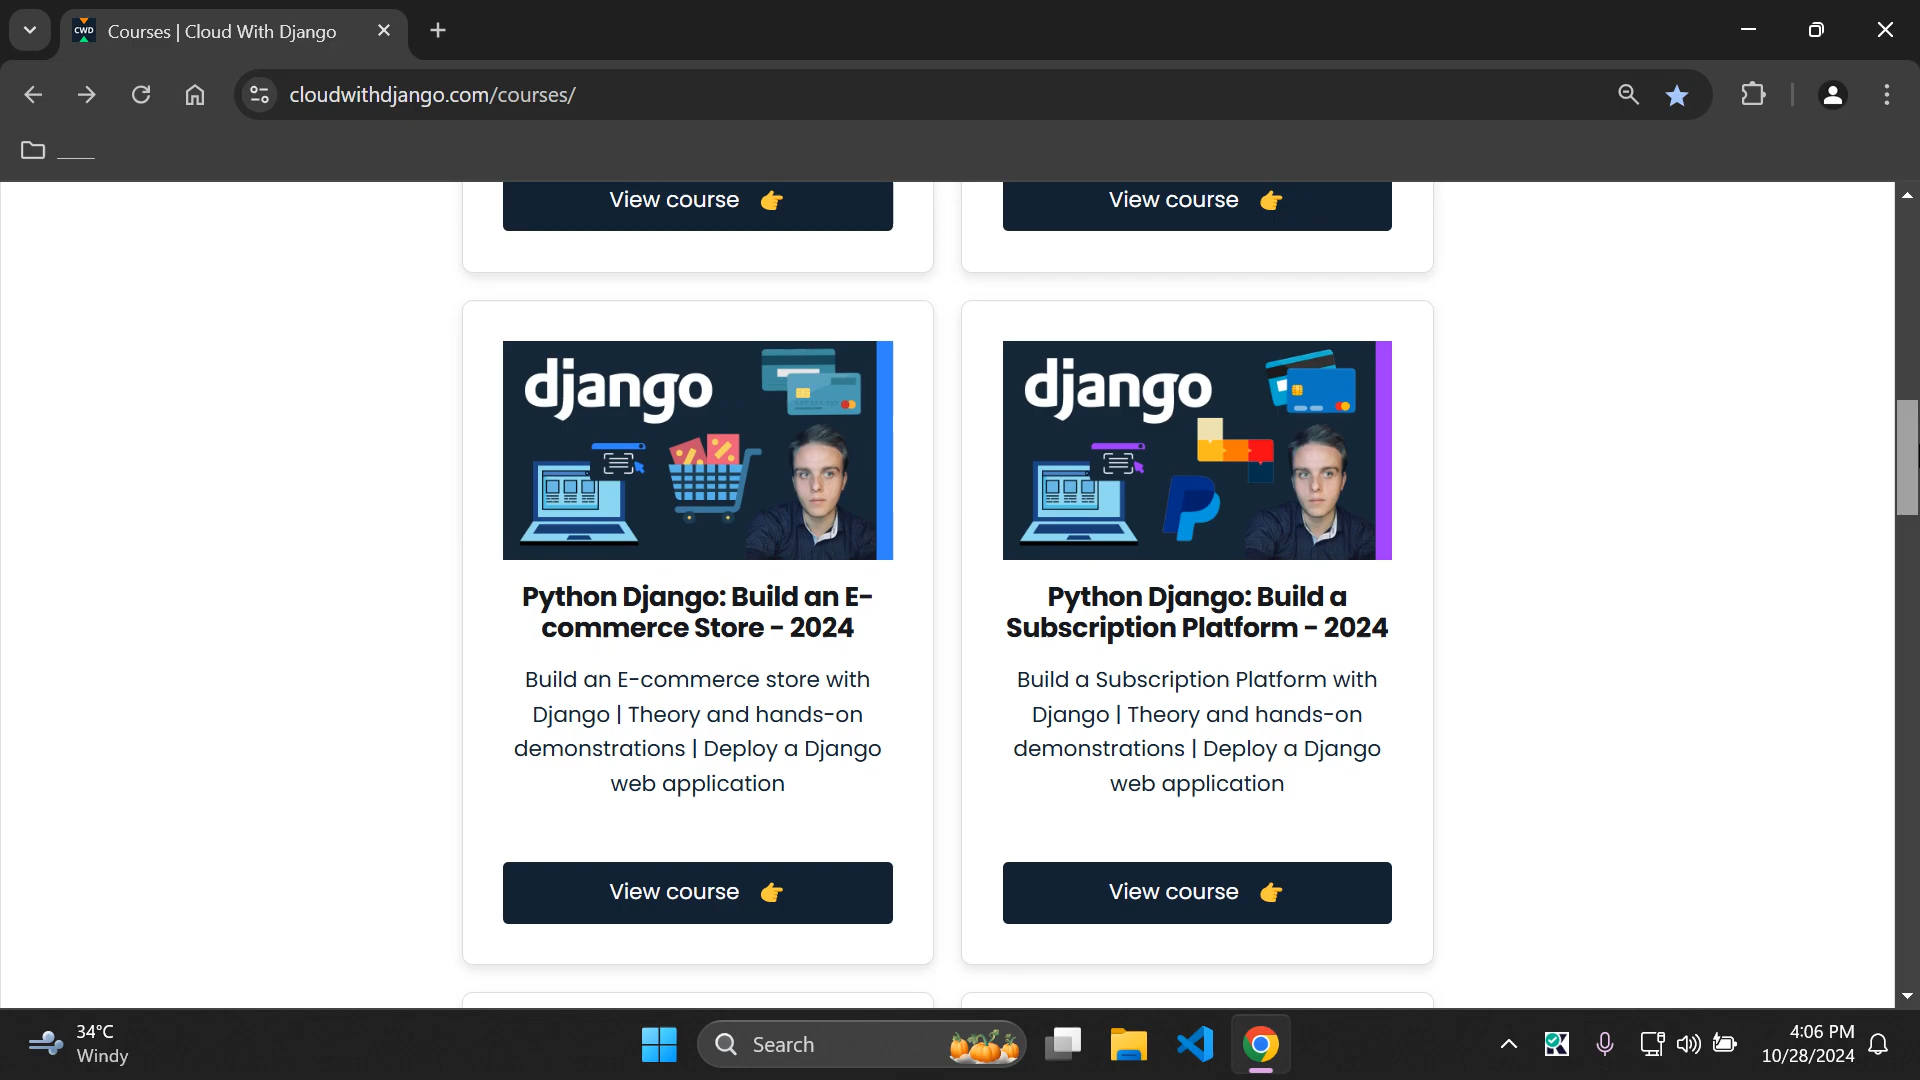 CWD Courses | Cloud With Django
cloudwithdjango.com/courses/
____
View course 👉 View course 👉
django django
Python Django: Build an E-
commerce Store - 2024
Build an E-commerce store with
Django | Theory and hands-on
demonstrations | Deploy a Django
web application
View course 👉
Python Django: Build a
Subscription Platform - 2024
Build a Subscription Platform with
Django | Theory and hands-on
demonstrations | Deploy a Django
web application
View course 👉
34°C
Windy
Search
4:06 PM
10/28/2024